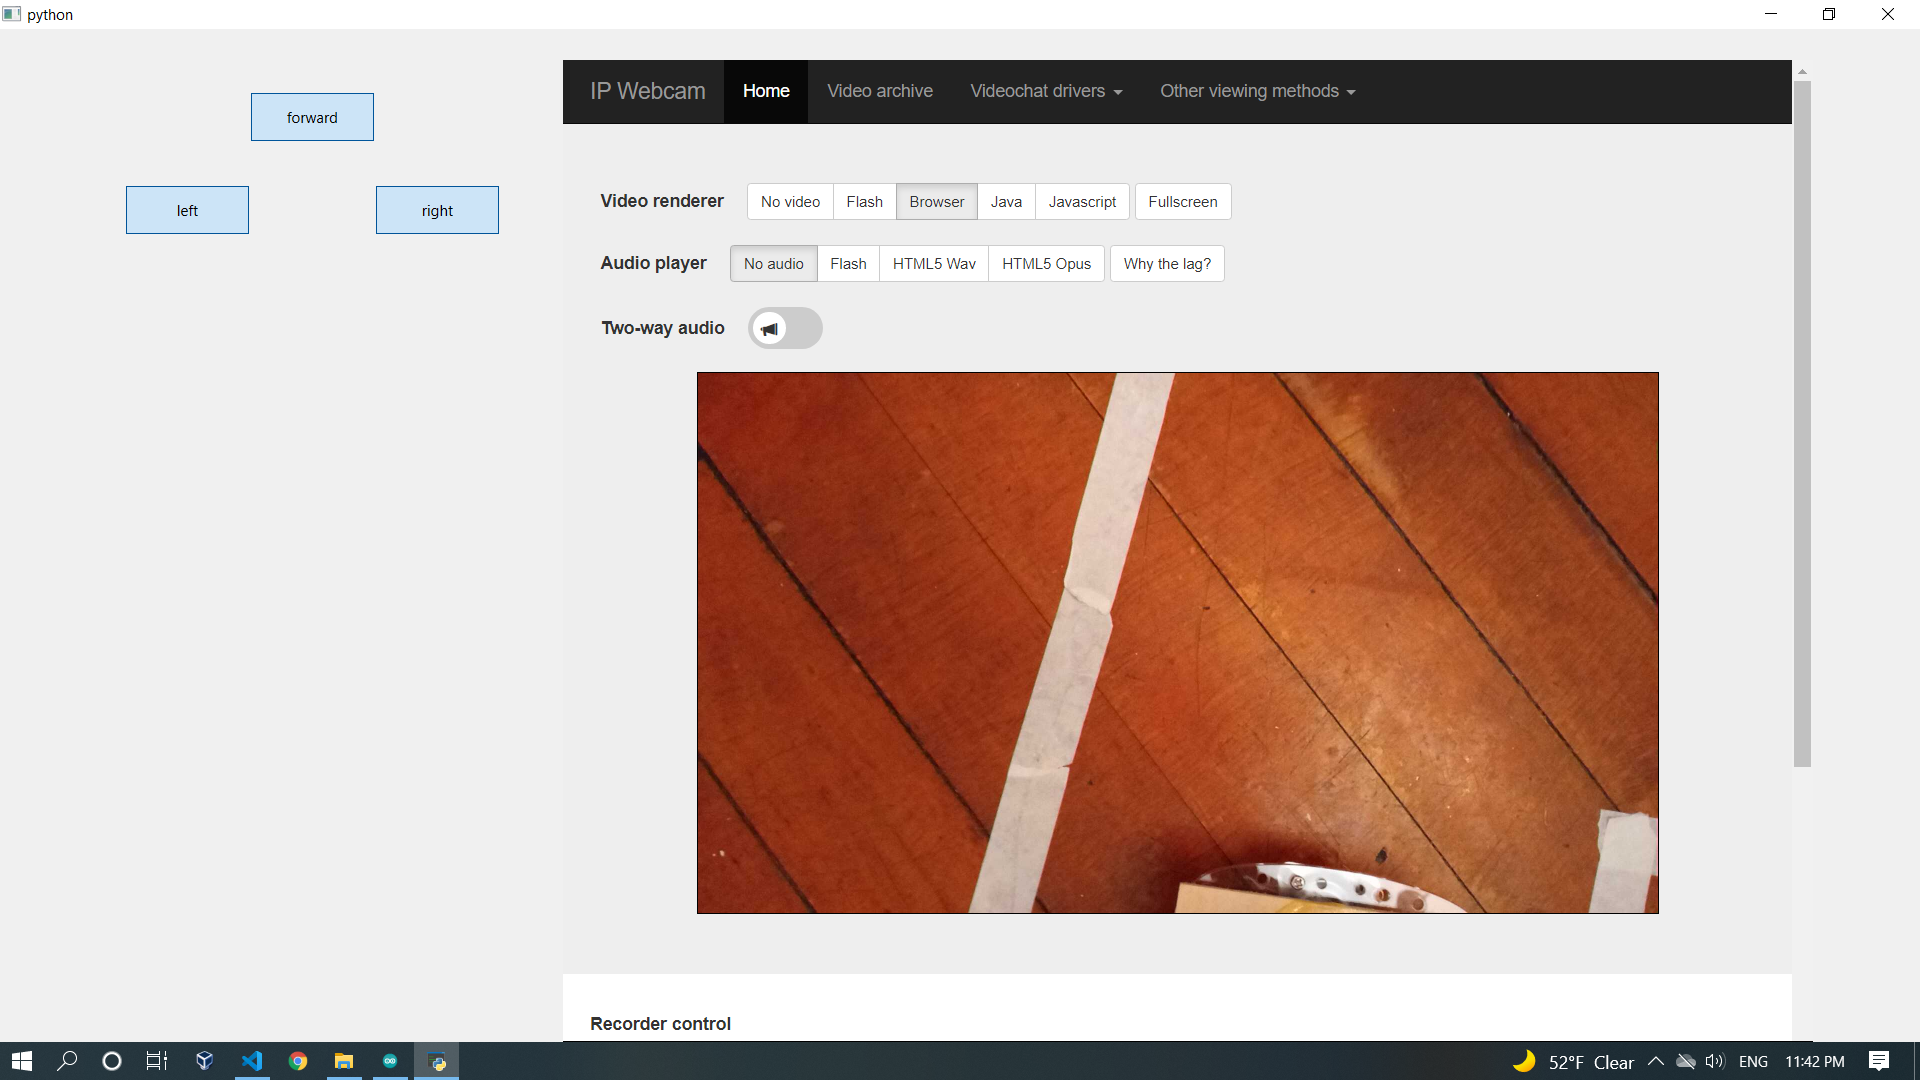 python
forward
left
right
IP Webcam Home Video archive Videochat drivers Other viewing methods
Video renderer No video Flash Browser Java Javascript Fullscreen
Audio player No audio Flash HTML5 Wav HTML5 Opus Why the lag?
Two-way audio
Recorder control
52°F Clear ENG 11:42 PM